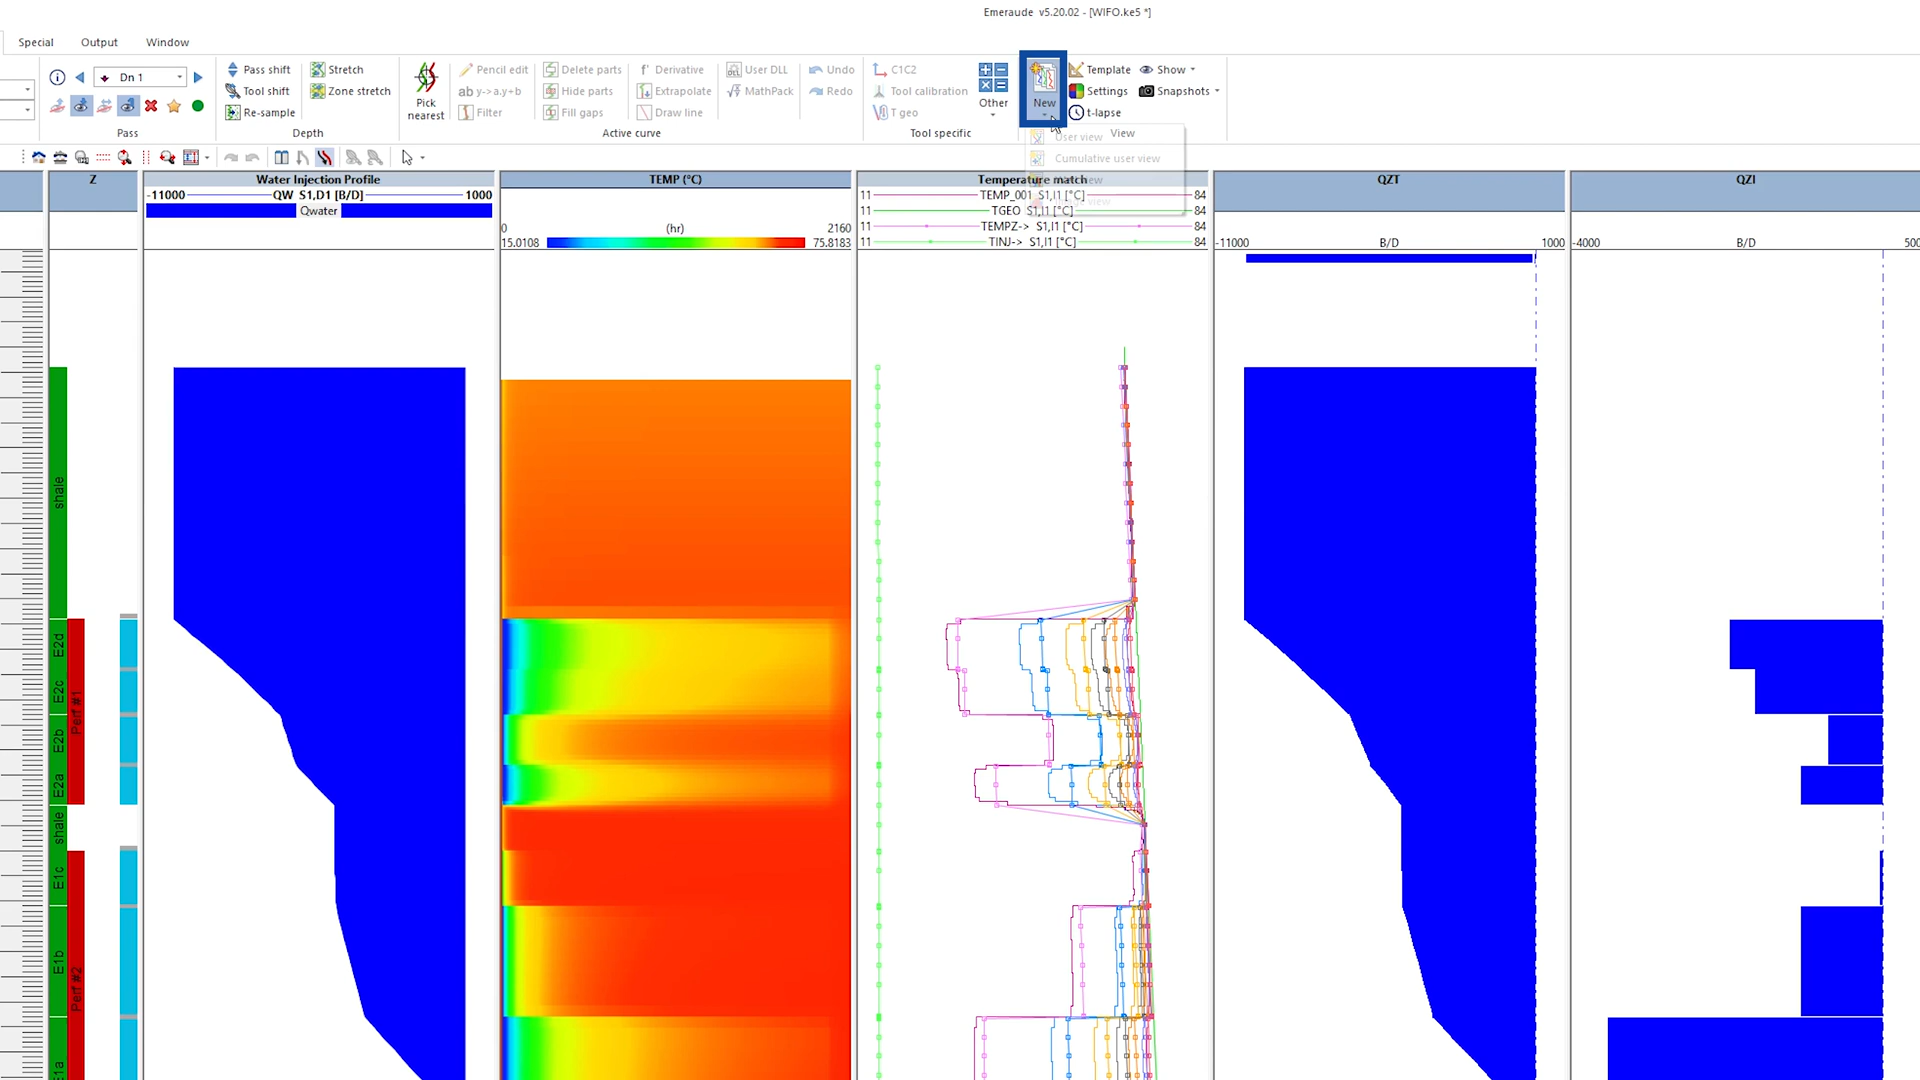 Emeraude v5.20.02 - [WIFO.ke5 *]
Special Output Window
Dn 1
Pass
Pass shift
Tool shift
Re-sample
Stretch
Zone stretch
Depth
Pick nearest
Pencil edit
ab y->a.y+b
Filter
Delete parts
Hide parts
Fill gaps
f' Derivative
Extrapolate
Draw line
User DLL
MathPack
Undo
Redo
Active curve
C1C2
Tool calibration
T geo
Other
Tool specific
New
Template
Settings
t-lapse
Show
Snapshots
View
User view
Cumulative user view
view
view
Z
Water Injection Profile
-11000 QW S1,D1 [B/D] 1000
Qwater
TEMP (°C)
0 (hr) 2160
15.0108 75.8183
Temperature match
11 TEMP_001 S1,I1 [°C] 84
11 TGEO S1,I1 [°C] 84
11 TEMPZ-> S1,I1 [°C] 84
11 TINJ-> S1,I1 [°C] 84
QZT
-11000 B/D 1000
QZI
-4000 B/D 500
shale
E2d
E2c
E2b
E2a
Perf #1
shale
E1c
E1b
E1a
Perf #2